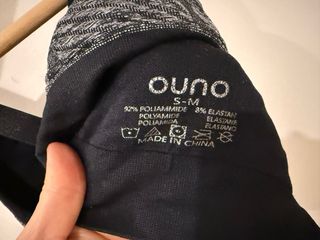 ouno
S-M
92% POLIAMMIDE 8% ELASTAN
POLYAMIDE ELASTANE
POLIAMIDA ELASTANO
MADE IN CHINA